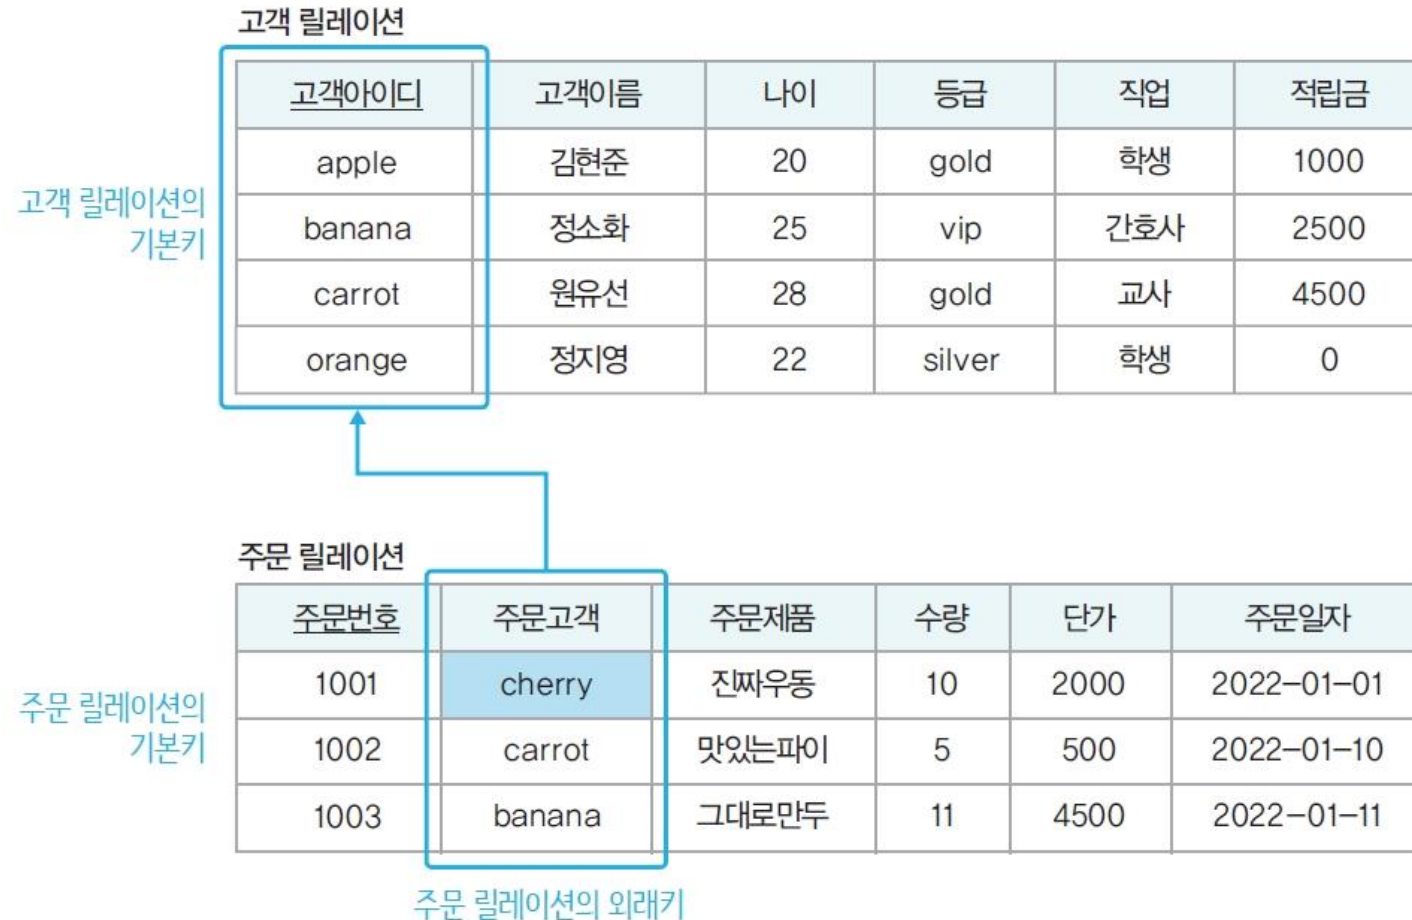 고객 릴레이션
고객아이디 고객이름 나이 등급 직업 적립금
apple 김현준 20 gold 학생 1000
고객 릴레이션의
기본키
banana 정소화 25 vip 간호사 2500
carrot 원유선 28 gold 교사 4500
orange 정지영 22 silver 학생 0
주문 릴레이션
주문번호 주문고객 주문제품 수량 단가 주문일자
1001 cherry 진짜우동 10 2000 2022-01-01
주문 릴레이션의
기본키
1002 carrot 맛있는파이 5 500 2022-01-10
1003 banana 그대로만두 11 4500 2022-01-11
주문 릴레이션의 외래키